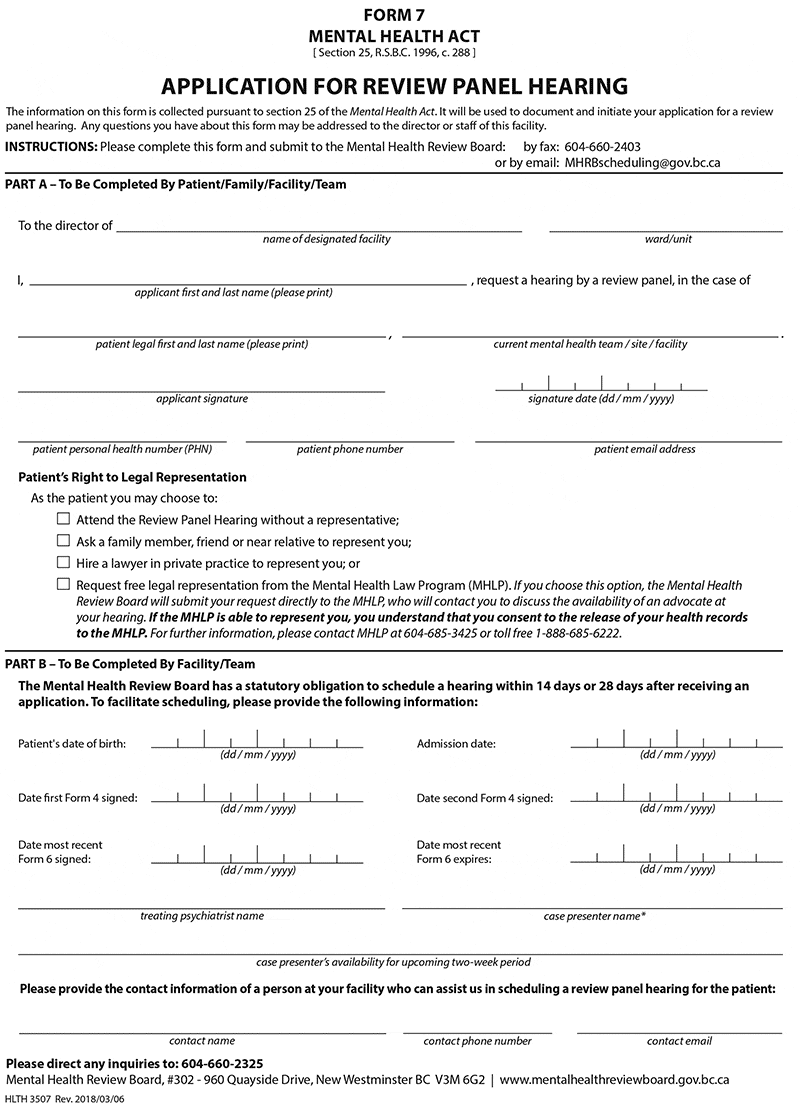 FORM 7
MENTAL HEALTH ACT
[ Section 25, R.S.B.C. 1996, c. 288 ]
APPLICATION FOR REVIEW PANEL HEARING
The information on this form is collected pursuant to section 25 of the Mental Health Act. It will be used to document and initiate your application for a review
panel hearing. Any questions you have about this form may be addressed to the director or staff of this facility.
INSTRUCTIONS: Please complete this form and submit to the Mental Health Review Board: by fax: 604-660-2403
or by email: MHRBscheduling@gov.bc.ca
PART A – To Be Completed By Patient/Family/Facility/Team
To the director of
name of designated facility ward/unit
I, , request a hearing by a review panel, in the case of
applicant first and last name (please print)
, .
patient legal first and last name (please print) current mental health team / site / facility
applicant signature signature date (dd / mm / yyyy)
patient personal health number (PHN) patient phone number patient email address
Patient's Right to Legal Representation
As the patient you may choose to:
Attend the Review Panel Hearing without a representative;
Ask a family member, friend or near relative to represent you;
Hire a lawyer in private practice to represent you; or
Request free legal representation from the Mental Health Law Program (MHLP). If you choose this option, the Mental Health
Review Board will submit your request directly to the MHLP, who will contact you to discuss the availability of an advocate at
your hearing. If the MHLP is able to represent you, you understand that you consent to the release of your health records
to the MHLP. For further information, please contact MHLP at 604-685-3425 or toll free 1-888-685-6222.
PART B – To Be Completed By Facility/Team
The Mental Health Review Board has a statutory obligation to schedule a hearing within 14 days or 28 days after receiving an
application. To facilitate scheduling, please provide the following information:
Patient's date of birth: Admission date:
(dd / mm / yyyy) (dd / mm / yyyy)
Date first Form 4 signed: Date second Form 4 signed:
(dd / mm / yyyy) (dd / mm / yyyy)
Date most recent Date most recent
Form 6 signed: Form 6 expires:
(dd / mm / yyyy) (dd / mm / yyyy)
treating psychiatrist name case presenter name*
case presenter's availability for upcoming two-week period
Please provide the contact information of a person at your facility who can assist us in scheduling a review panel hearing for the patient:
contact name contact phone number contact email
Please direct any inquiries to: 604-660-2325
Mental Health Review Board, #302 - 960 Quayside Drive, New Westminster BC V3M 6G2 | www.mentalhealthreviewboard.gov.bc.ca
HLTH 3507 Rev. 2018/03/06